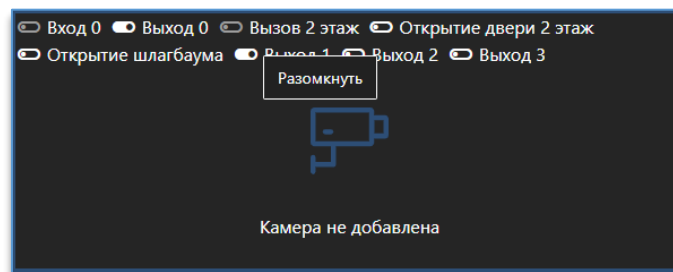 Вход 0 Выход 0 Вызов 2 этаж Открытие двери 2 этаж
Открытие шлагбаума Выход 1 Выход 2 Выход 3
Разомкнуть
Камера не добавлена